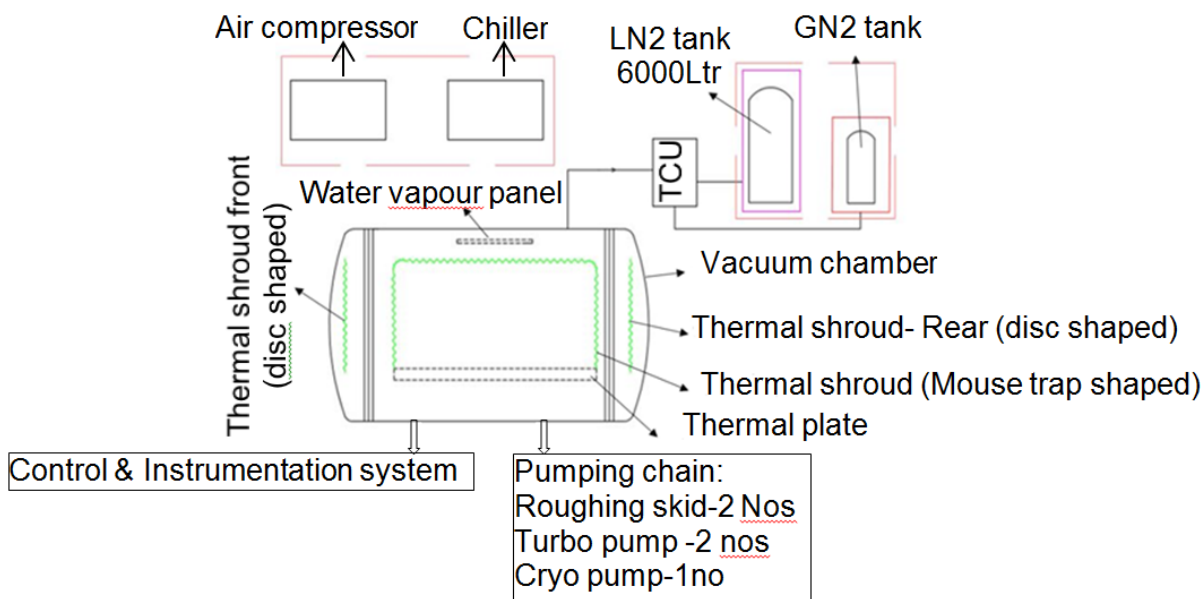 Air compressor
Chiller
LN2 tank
6000Ltr
GN2 tank
TCU
Water vapour panel
Thermal shroud front
(disc shaped)
Vacuum chamber
Thermal shroud- Rear (disc shaped)
Thermal shroud (Mouse trap shaped)
Thermal plate
Control & Instrumentation system
Pumping chain:
Roughing skid-2 Nos
Turbo pump -2 nos
Cryo pump-1no